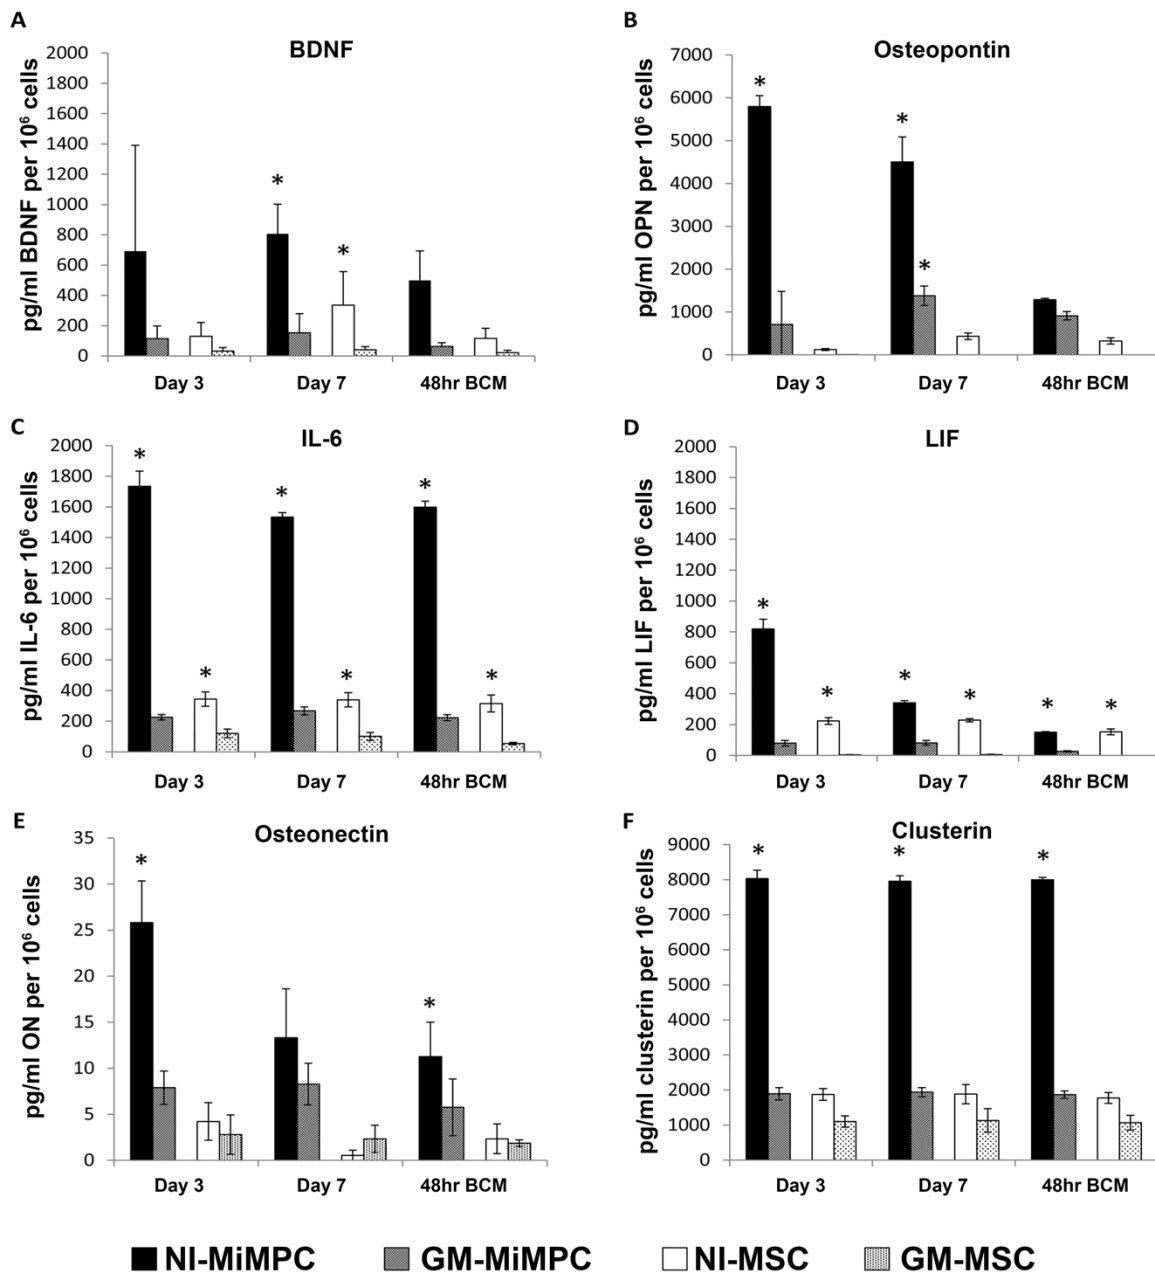 A
BDNF
pg/ml BDNF per 10⁶ cells
2000
1800
1600
1400
1200
1000
800
600
400
200
0
*
*
Day 3 Day 7 48hr BCM
B
Osteopontin
pg/ml OPN per 10⁶ cells
7000
6000
5000
4000
3000
2000
1000
0
*
*
*
Day 3 Day 7 48hr BCM
C
IL-6
pg/ml IL-6 per 10⁶ cells
2000
1800
1600
1400
1200
1000
800
600
400
200
0
* * *
* * *
Day 3 Day 7 48hr BCM
D
LIF
pg/ml LIF per 10⁶ cells
2000
1800
1600
1400
1200
1000
800
600
400
200
0
* * * * * *
Day 3 Day 7 48hr BCM
E
Osteonectin
pg/ml ON per 10⁶ cells
35
30
25
20
15
10
5
0
*
*
Day 3 Day 7 48hr BCM
F
Clusterin
pg/ml clusterin per 10⁶ cells
9000
8000
7000
6000
5000
4000
3000
2000
1000
0
* * *
Day 3 Day 7 48hr BCM
NI-MiMPC GM-MiMPC NI-MSC GM-MSC